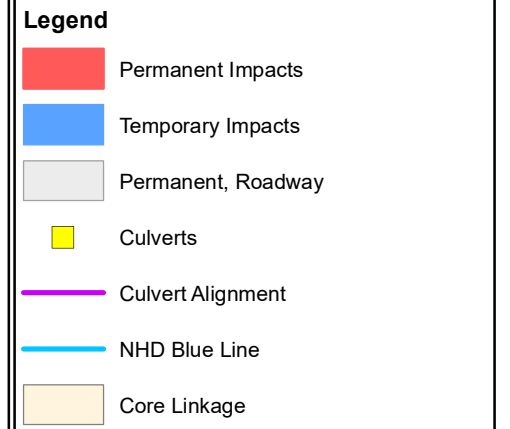 Legend
Permanent Impacts
Temporary Impacts
Permanent, Roadway
Culverts
Culvert Alignment
NHD Blue Line
Core Linkage